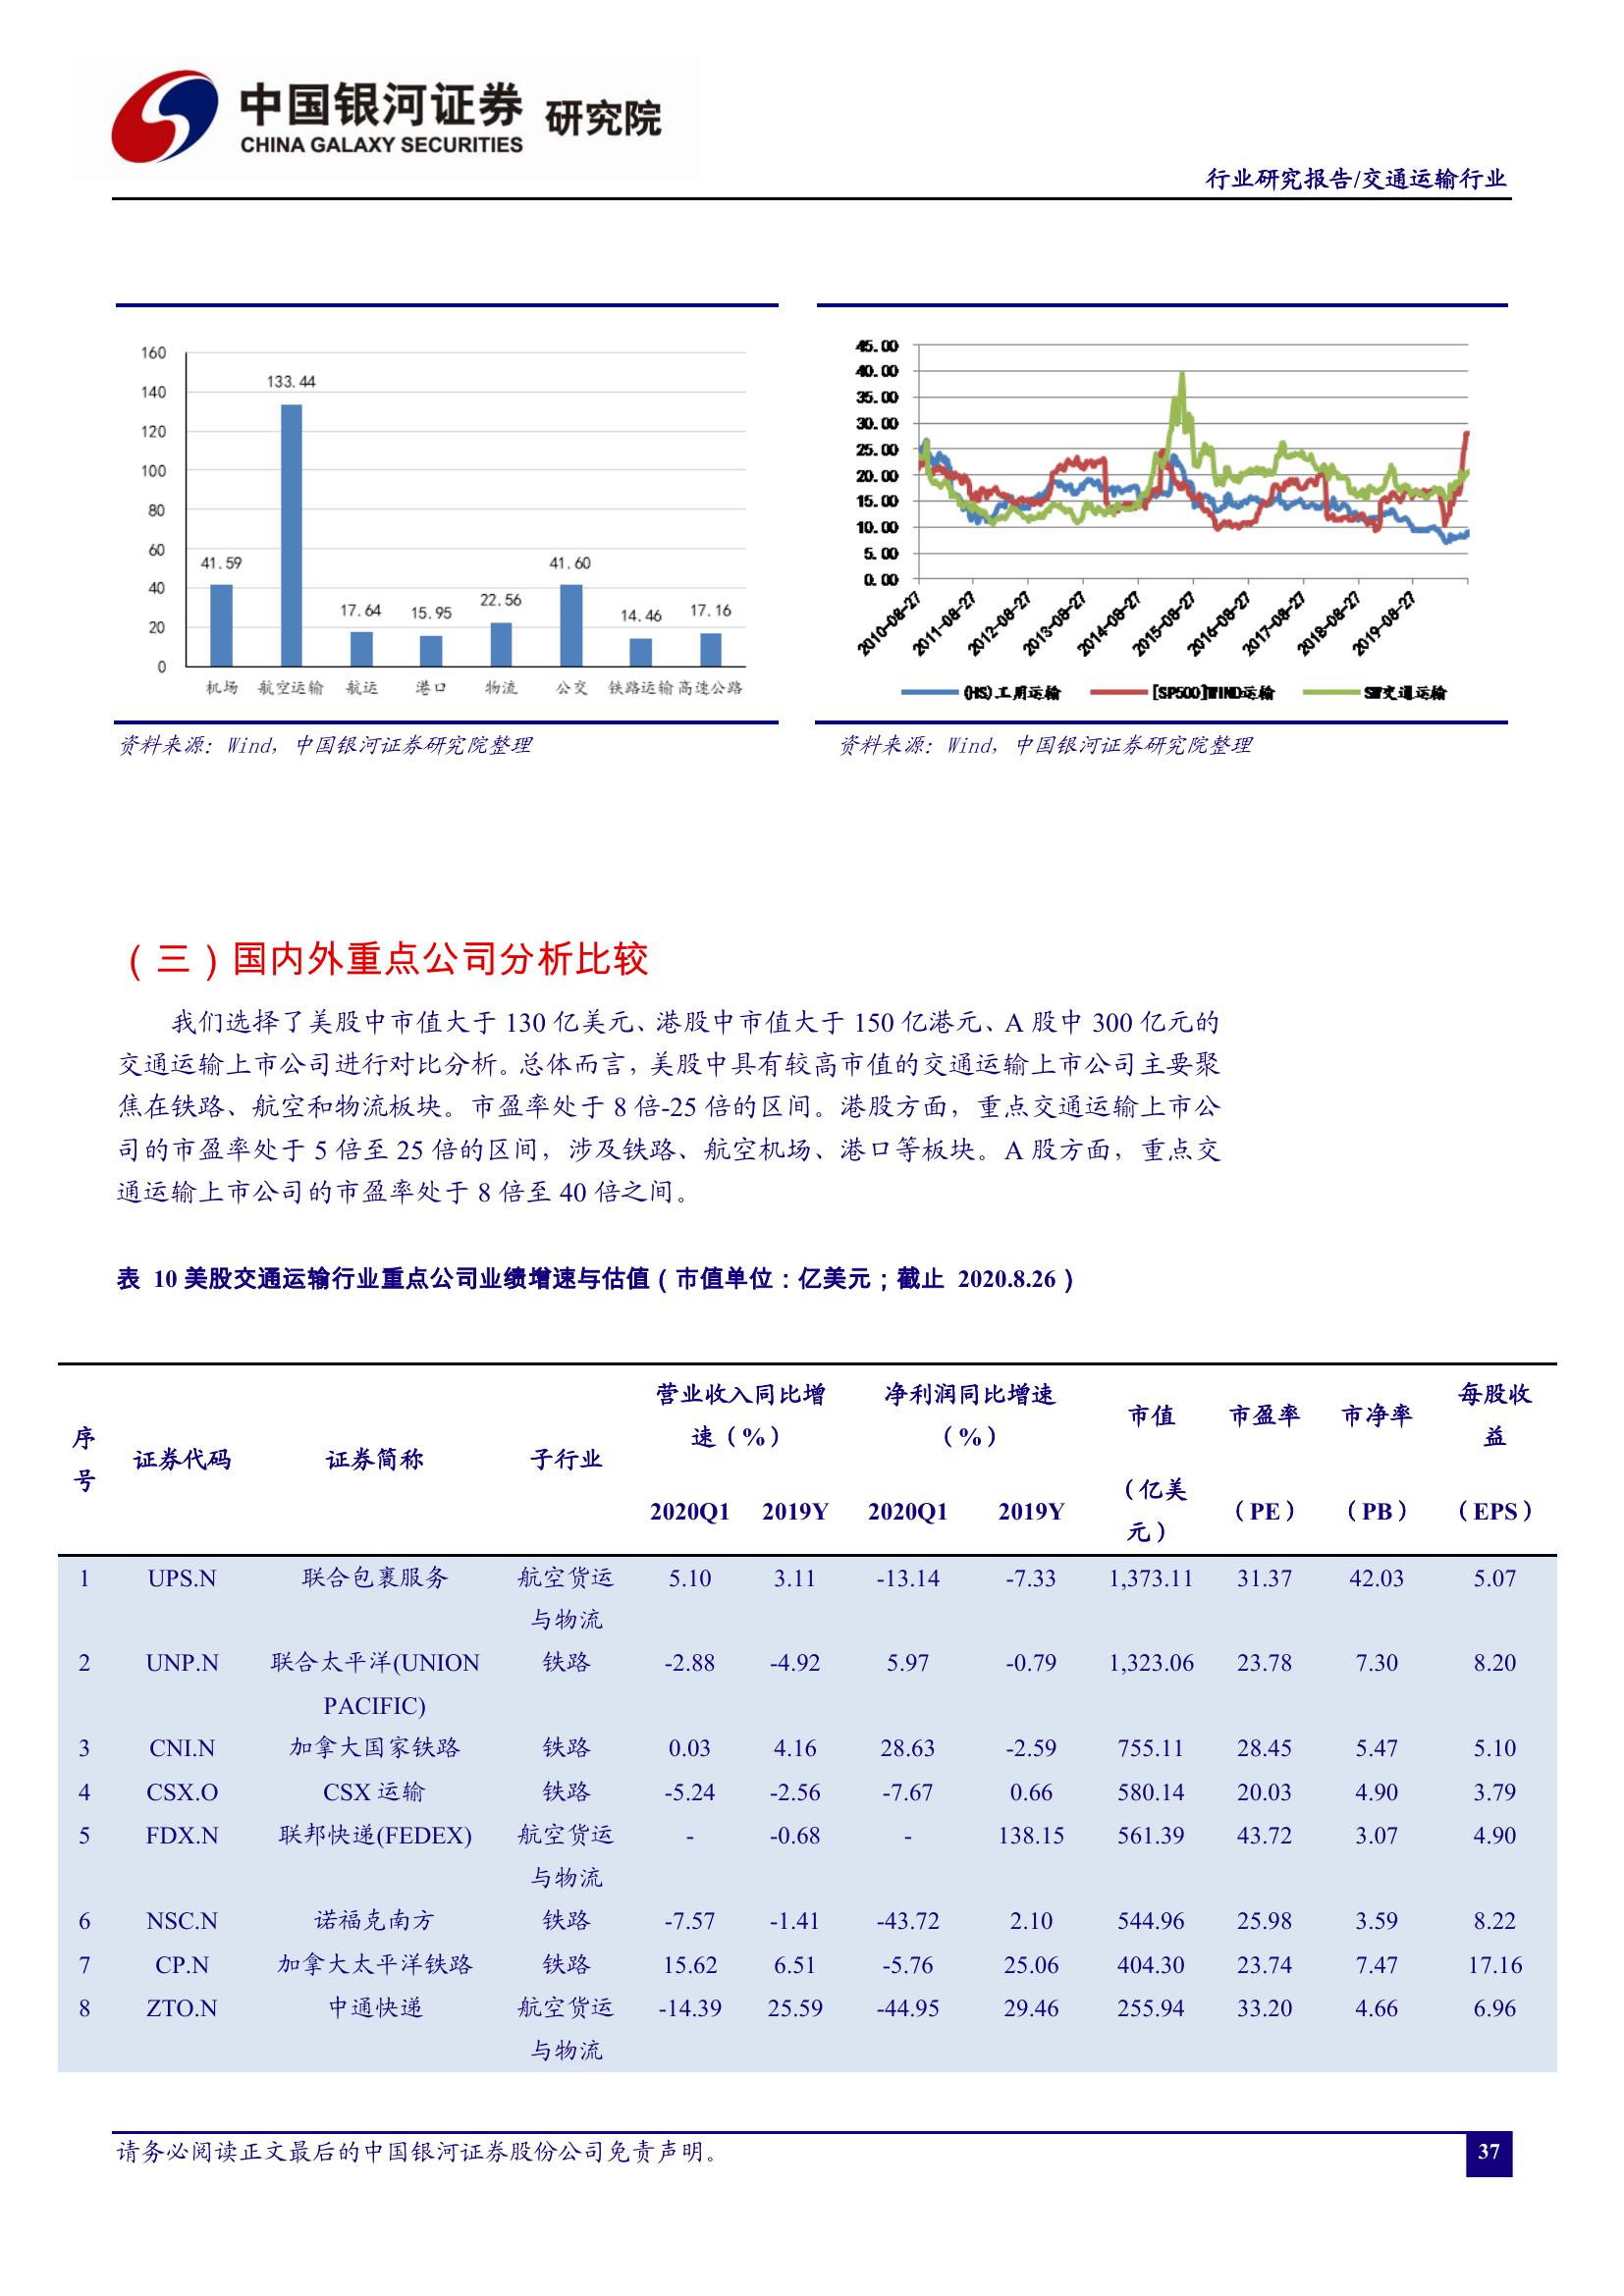 中国银河证券 研究院
CHINA GALAXY SECURITIES
行业研究报告/交通运输行业
160
140
120
100
80
60
40
20
0
41.59
133.44
17.64
15.95
22.56
41.60
14.46
17.16
机场 航空运输 航运 港口 物流 公交 铁路运输 高速公路
45.00
40.00
35.00
30.00
25.00
20.00
15.00
10.00
5.00
0.00
2010-08-27 2011-08-27 2012-08-27 2013-08-27 2014-08-27 2015-08-27 2016-08-27 2017-08-27 2018-08-27 2019-08-27
(HS)工用运输 [SP500]WIND运输 SW交通运输
资料来源：Wind，中国银河证券研究院整理
资料来源：Wind，中国银河证券研究院整理
（三）国内外重点公司分析比较
我们选择了美股中市值大于 130 亿美元、港股中市值大于 150 亿港元、A 股中 300 亿元的
交通运输上市公司进行对比分析。总体而言，美股中具有较高市值的交通运输上市公司主要聚
焦在铁路、航空和物流板块。市盈率处于 8 倍-25 倍的区间。港股方面，重点交通运输上市公
司的市盈率处于 5 倍至 25 倍的区间，涉及铁路、航空机场、港口等板块。A 股方面，重点交
通运输上市公司的市盈率处于 8 倍至 40 倍之间。
表 10 美股交通运输行业重点公司业绩增速与估值（市值单位：亿美元；截止 2020.8.26）
序号 证券代码 证券简称 子行业 营业收入同比增速（%） 净利润同比增速（%） 市值 市盈率 市净率 每股收益
2020Q1 2019Y 2020Q1 2019Y （亿美元） （PE） （PB） （EPS）
1 UPS.N 联合包裹服务 航空货运 5.10 3.11 -13.14 -7.33 1,373.11 31.37 42.03 5.07
与物流
2 UNP.N 联合太平洋(UNION 铁路 -2.88 -4.92 5.97 -0.79 1,323.06 23.78 7.30 8.20
PACIFIC)
3 CNI.N 加拿大国家铁路 铁路 0.03 4.16 28.63 -2.59 755.11 28.45 5.47 5.10
4 CSX.O CSX 运输 铁路 -5.24 -2.56 -7.67 0.66 580.14 20.03 4.90 3.79
5 FDX.N 联邦快递(FEDEX) 航空货运 - -0.68 - 138.15 561.39 43.72 3.07 4.90
与物流
6 NSC.N 诺福克南方 铁路 -7.57 -1.41 -43.72 2.10 544.96 25.98 3.59 8.22
7 CP.N 加拿大太平洋铁路 铁路 15.62 6.51 -5.76 25.06 404.30 23.74 7.47 17.16
8 ZTO.N 中通快递 航空货运 -14.39 25.59 -44.95 29.46 255.94 33.20 4.66 6.96
与物流
请务必阅读正文最后的中国银河证券股份公司免责声明。
37